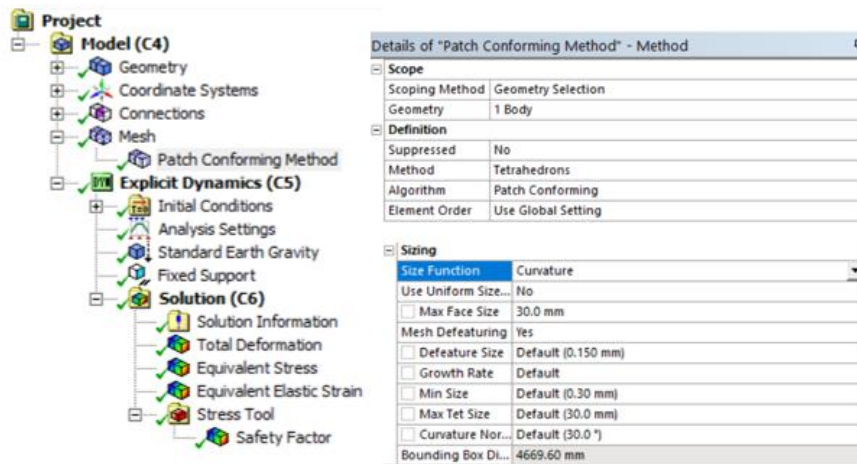 Project
Model (C4)
Geometry
Coordinate Systems
Connections
Mesh
Patch Conforming Method
Explicit Dynamics (C5)
Initial Conditions
Analysis Settings
Standard Earth Gravity
Fixed Support
Solution (C6)
Solution Information
Total Deformation
Equivalent Stress
Equivalent Elastic Strain
Stress Tool
Safety Factor
Details of "Patch Conforming Method" - Method
Scope
Scoping Method Geometry Selection
Geometry 1 Body
Definition
Suppressed No
Method Tetrahedrons
Algorithm Patch Conforming
Element Order Use Global Setting
Sizing
Size Function Curvature
Use Uniform Size... No
Max Face Size 30.0 mm
Mesh Defeaturing Yes
Defeature Size Default (0.150 mm)
Growth Rate Default
Min Size Default (0.30 mm)
Max Tet Size Default (30.0 mm)
Curvature Nor... Default (30.0 °)
Bounding Box Di... 4669.60 mm